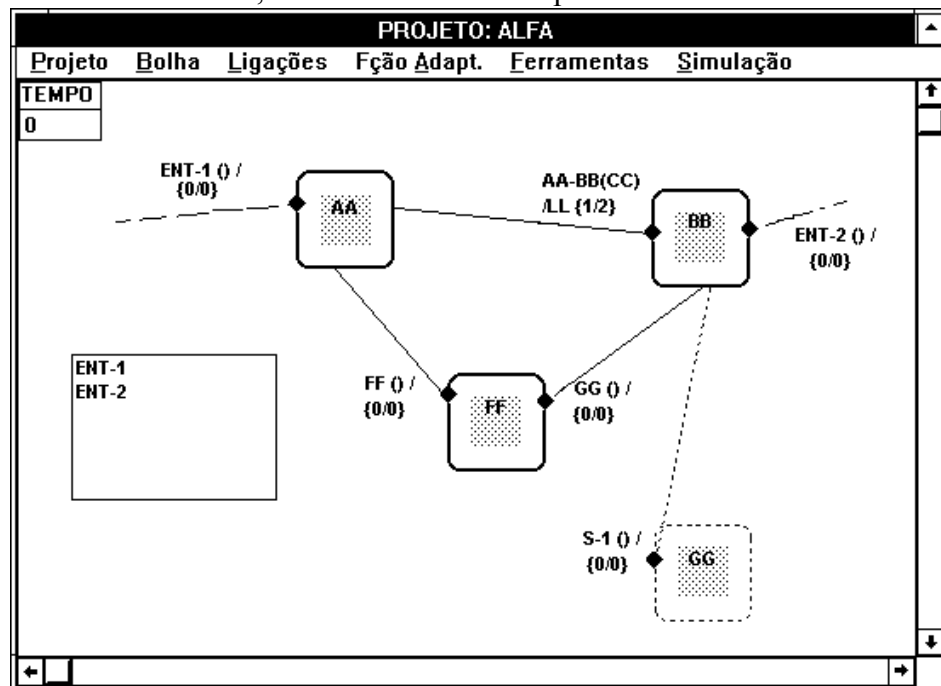 PROJETO: ALFA
Projeto Bolha Ligações Fção Adapt. Ferramentas Simulação
TEMPO
0
ENT-1 () /
{0/0}
AA
AA-BB(CC)
/LL {1/2}
BB
ENT-2 () /
{0/0}
ENT-1
ENT-2
FF () /
{0/0}
FF
GG () /
{0/0}
S-1 () /
{0/0}
GG